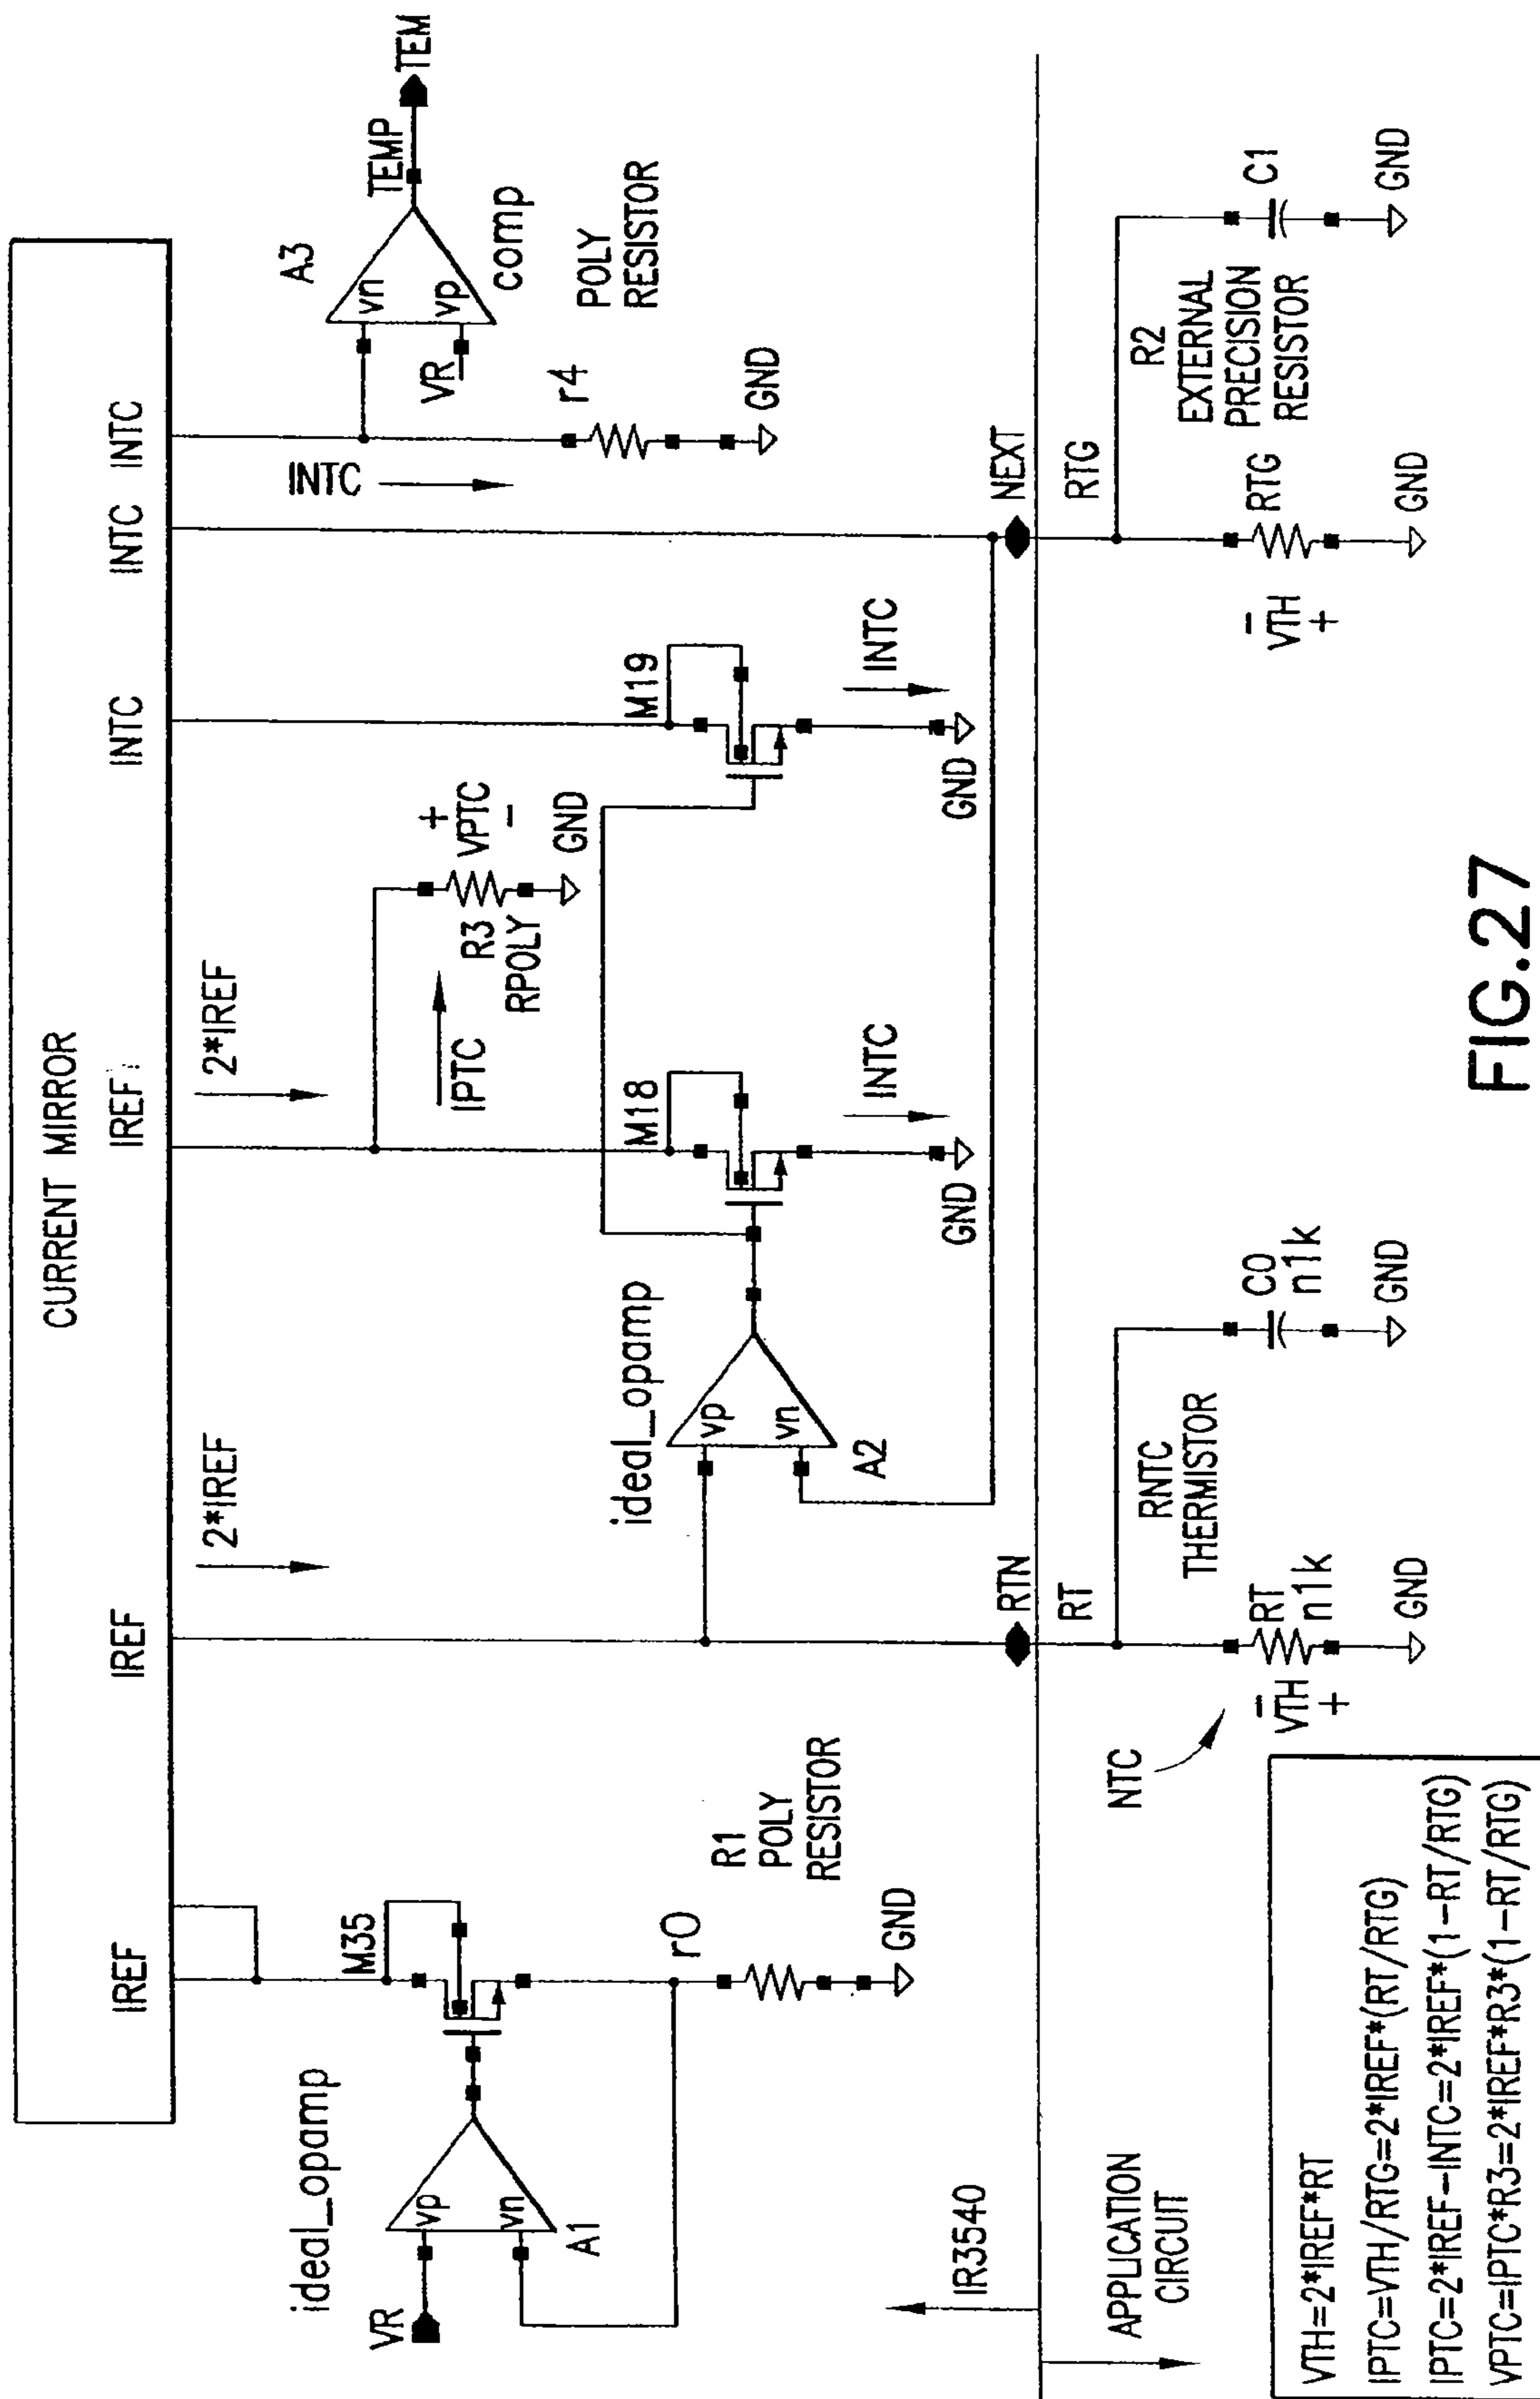 CURRENT MIRROR
IREF
IREF
IREF
INTC
INTC
INTC
2*IREF
2*IREF
ideal_opamp
VR
vp
vn
A1
M35
r0
R1
POLY
RESISTOR
GND
ideal_opamp
vp
vn
A2
M18
INTC
GND
IPTC
R3
RPOLY
+
VPTC
-
GND
M19
INTC
GND
INTC
A3
vn
vp
VR
comp
TEMP
TEM
r4
POLY
RESISTOR
GND
IR3540
APPLICATION
CIRCUIT
RTN
RT
NTC
-
VTH
+
RT
n1k
GND
RNTC
THERMISTOR
C0
n1k
GND
NEXT
RTG
-
VTH
+
RTG
GND
R2
EXTERNAL
PRECISION
RESISTOR
C1
GND
VTH=2*IREF*RT
IPTC=VTH/RTG=2*IREF*(RT/RTG)
IPTC=2*IREF-INTC=2*IREF*(1-RT/RTG)
VPTC=IPTC*R3=2*IREF*R3*(1-RT/RTG)
FIG.27